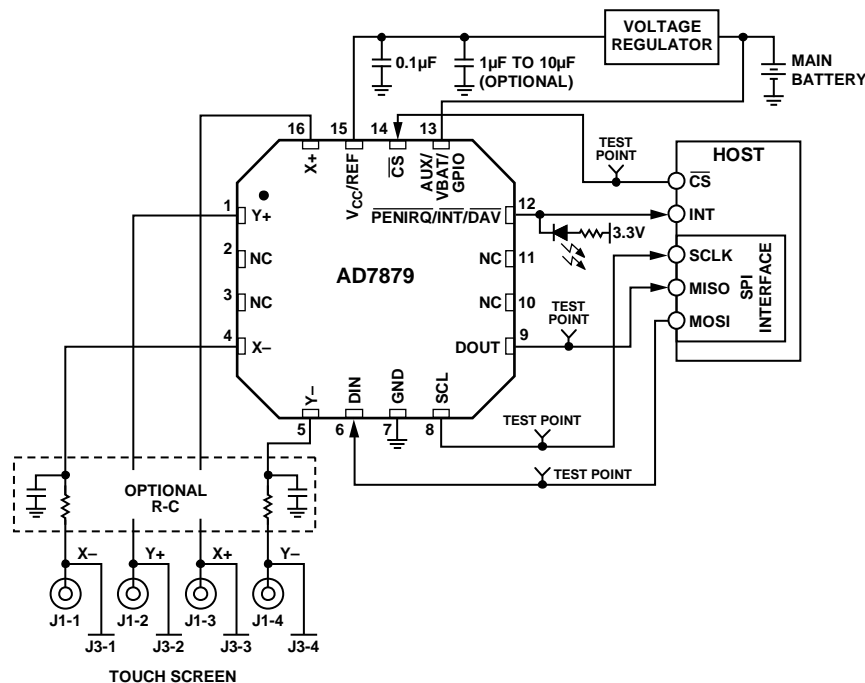 VOLTAGE
REGULATOR
0.1µF
1µF TO 10µF
(OPTIONAL)
MAIN
BATTERY
16
15
14
13
X+
VCC/REF
CS
AUX/
VBAT/
GPIO
TEST
POINT
HOST
CS
INT
SCLK
MISO
MOSI
SPI
INTERFACE
1
Y+
2
NC
3
NC
4
X–
AD7879
12
PENIRQ/INT/DAV
3.3V
11
NC
10
NC
9
DOUT
TEST
POINT
Y–
DIN
GND
SCL
5
6
7
8
TEST POINT
TEST POINT
OPTIONAL
R-C
X–
Y+
X+
Y–
J1-1
J1-2
J1-3
J1-4
J3-1
J3-2
J3-3
J3-4
TOUCH SCREEN